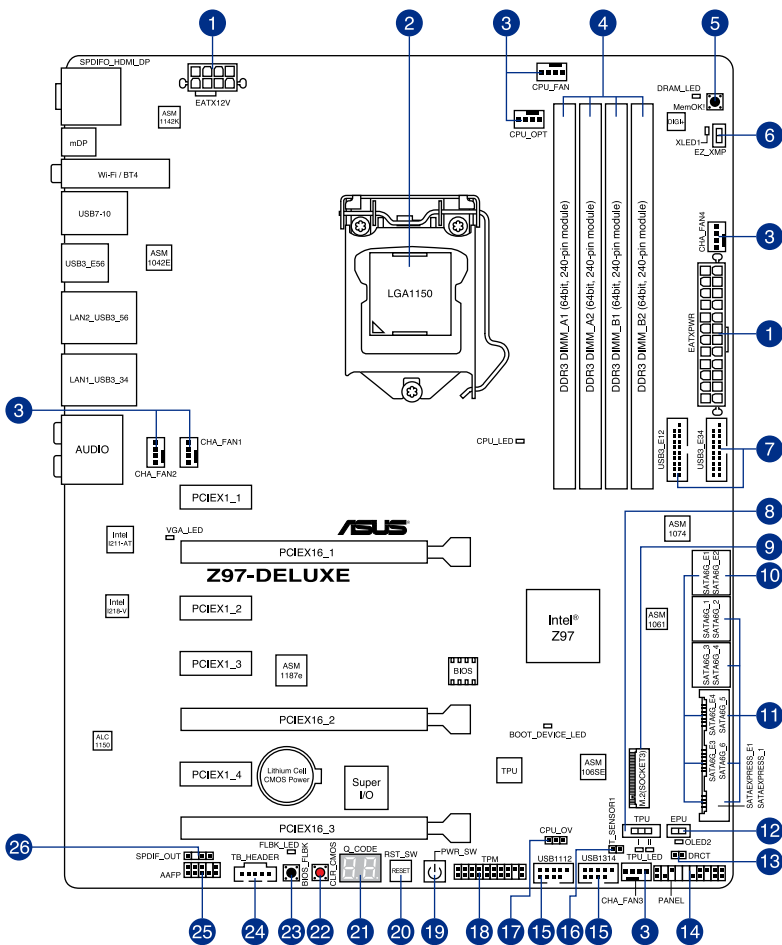 1
2
3
4
5
SPDIFO_HDMI_DP
EATX12V
CPU_FAN
DRAM_LED
MemOK!
ASM
1142K
3
CPU_OPT
DIGI+
6
XLED1
EZ_XMP
mDP
Wi-Fi / BT4
USB7-10
CHA_FAN4
3
USB3_E56
ASM
1042E
LGA1150
DDR3 DIMM_A1 (64bit, 240-pin module)
DDR3 DIMM_A2 (64bit, 240-pin module)
DDR3 DIMM_B1 (64bit, 240-pin module)
DDR3 DIMM_B2 (64bit, 240-pin module)
EATXPWR
1
LAN2_USB3_56
LAN1_USB3_34
3
AUDIO
CHA_FAN2
CHA_FAN1
CPU_LED
USB3_E12
USB3_E34
7
PCIEX1_1
8
VGA_LED
ASUS
ASM
1074
Intel
I211-AT
PCIEX16_1
9
Z97-DELUXE
SATA6G_E1
SATA6G_E2
10
Intel
I218-V
PCIEX1_2
Intel®
Z97
ASM
1061
SATA6G_1
SATA6G_2
PCIEX1_3
ASM
1187e
BIOS
SATA6G_3
SATA6G_4
PCIEX16_2
BOOT_DEVICE_LED
SATA6G_E4
SATA6G_5
11
ALC
1150
SATA6G_E3
SATA6G_6
SATAEXPRESS_E1
SATAEXPRESS_1
PCIEX1_4
Lithium Cell
CMOS Power
Super
I/O
TPU
ASM
106SE
M.2(SOCKET3)
PCIEX16_3
T_SENSOR1
TPU
EPU
12
26
CPU_OV
I II
OLED2
SPDIF_OUT
FLBK_LED
BIOS_FLBK
CLR_CMOS
Q_CODE
RST_SW
PWR_SW
TPM
USB1112
USB1314
TPU_LED
DRCT
13
AAFP
TB_HEADER
88
RESET
CHA_FAN3
PANEL
25
24
23
22
21
20
19
18
17
15
16
15
3
14